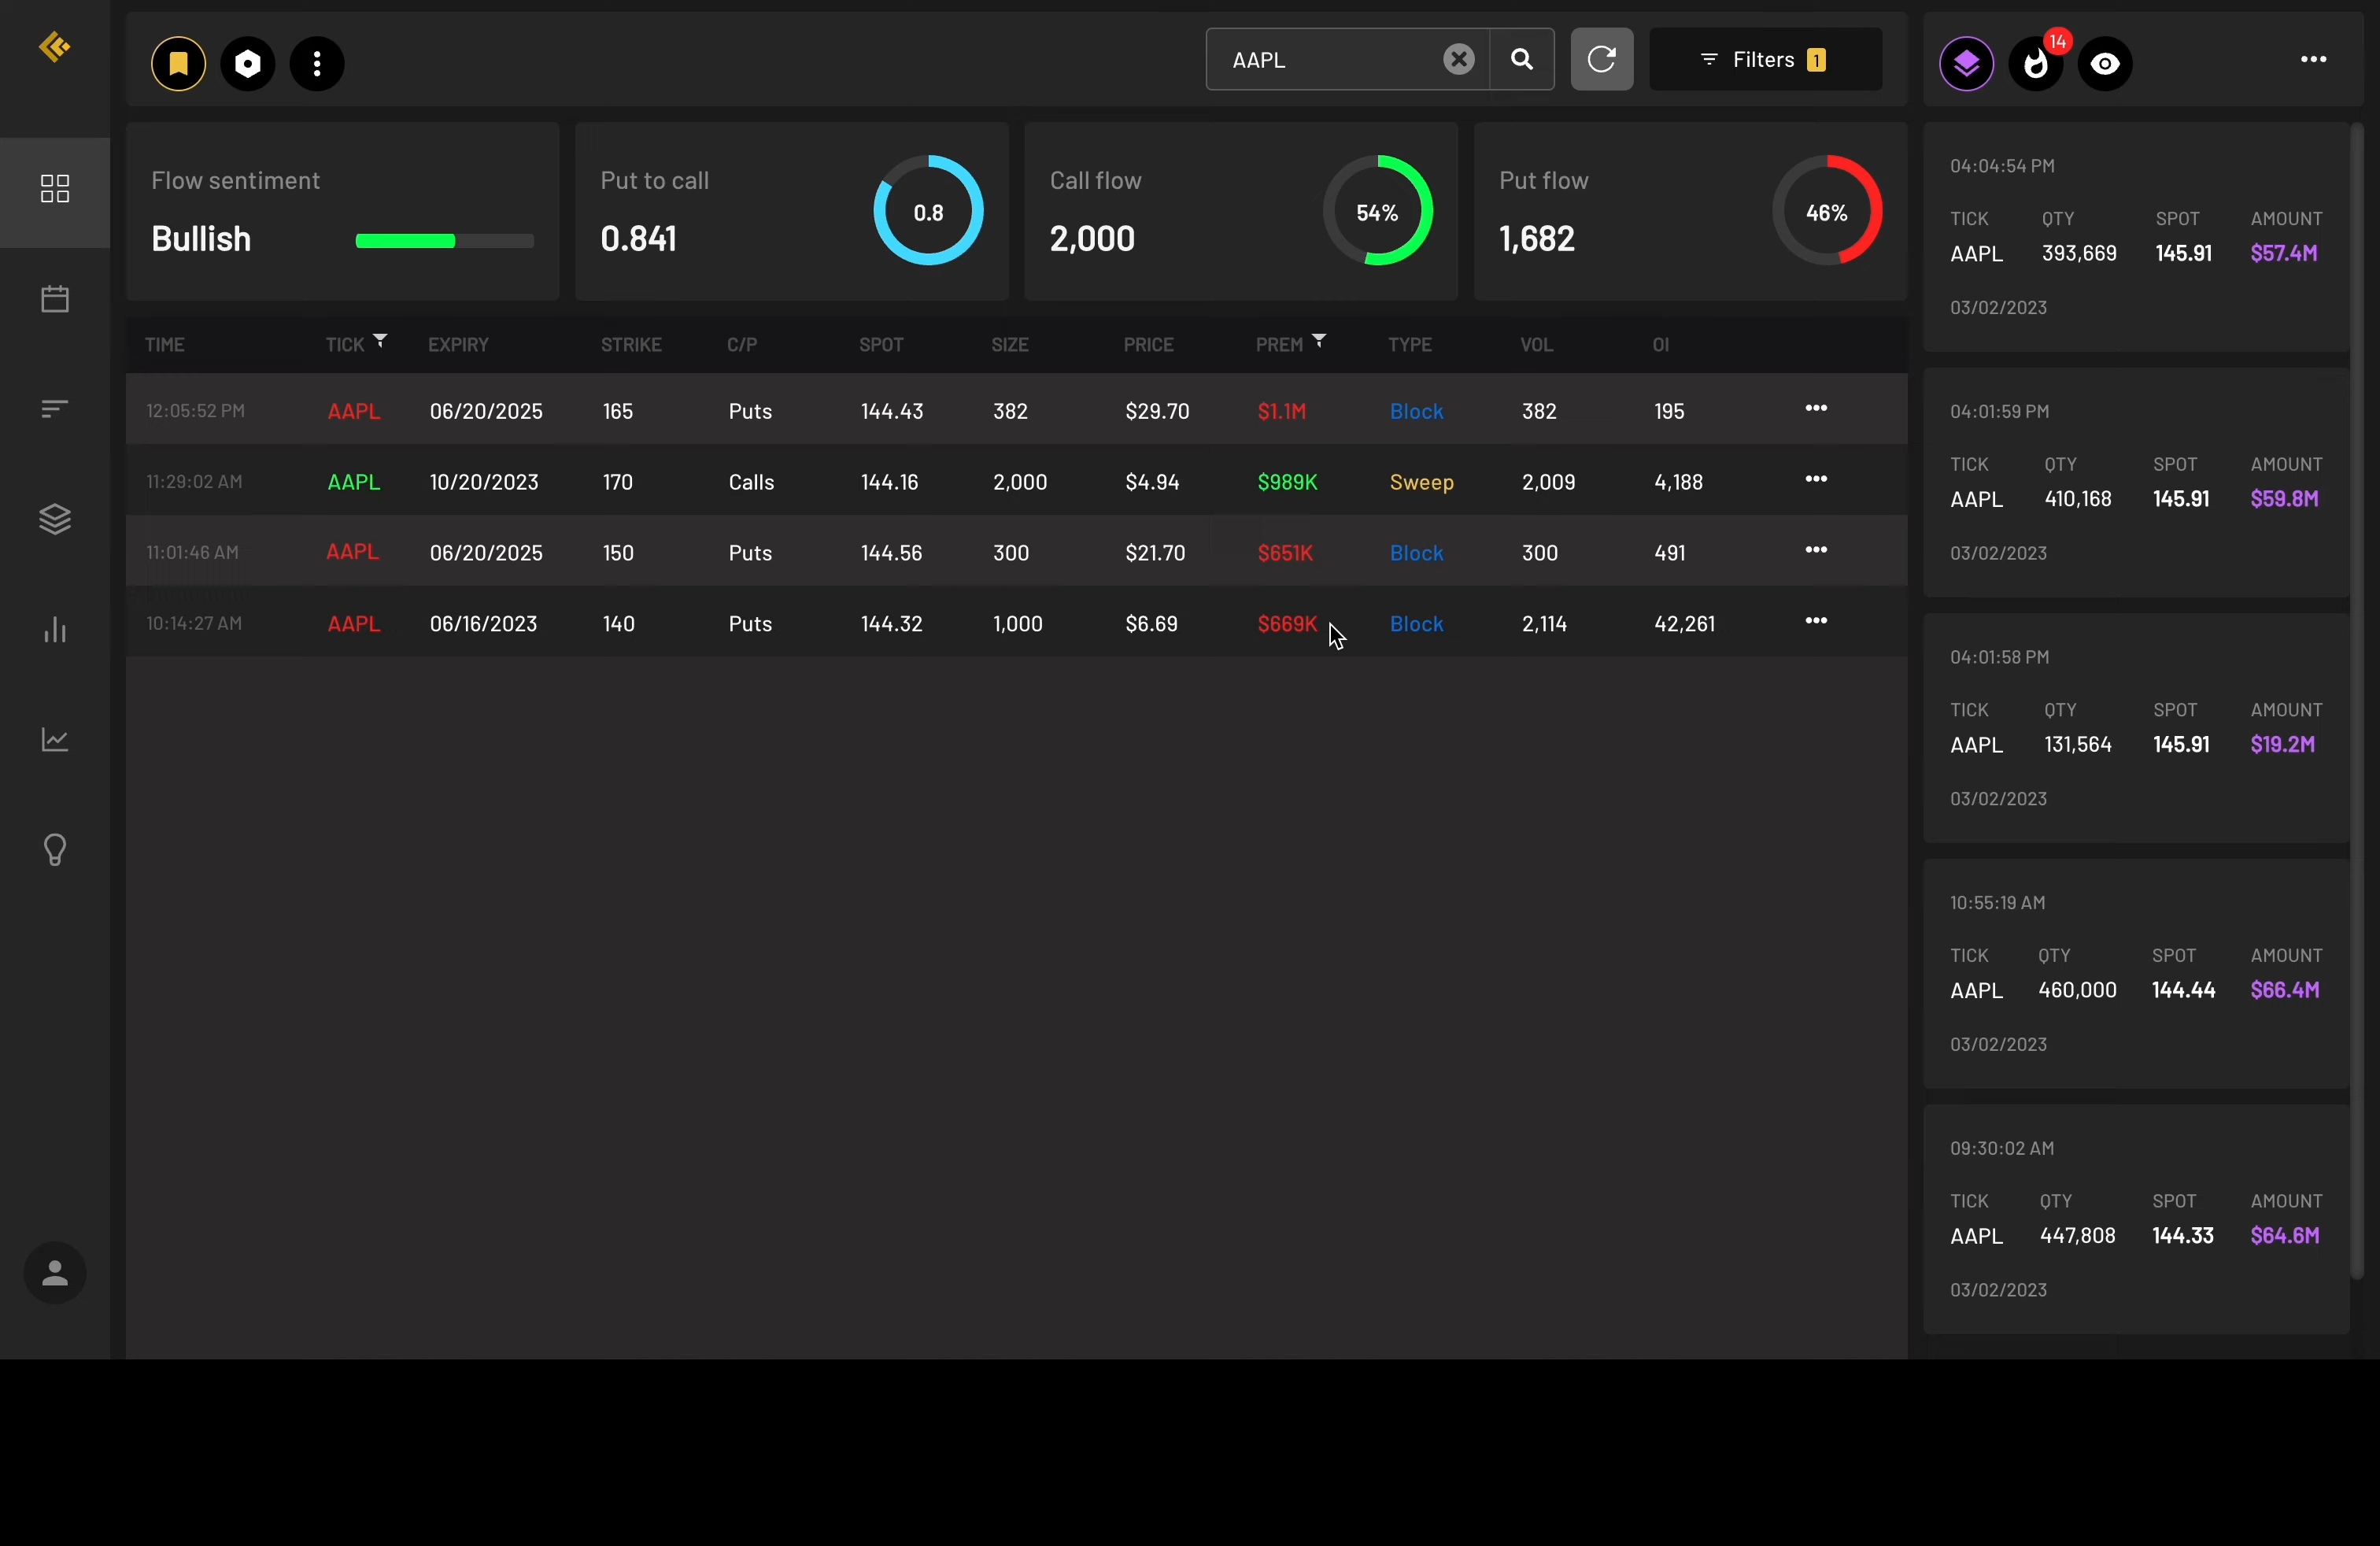 AAPL
Filters 1
14
Flow sentiment
Bullish
Put to call
0.841
0.8
Call flow
2,000
54%
Put flow
1,682
46%
TIME TICK EXPIRY STRIKE C/P SPOT SIZE PRICE PREM TYPE VOL OI
12:05:52 PM AAPL 06/20/2025 165 Puts 144.43 382 $29.70 $1.1M Block 382 195
11:29:02 AM AAPL 10/20/2023 170 Calls 144.16 2,000 $4.94 $989K Sweep 2,009 4,188
11:01:46 AM AAPL 06/20/2025 150 Puts 144.56 300 $21.70 $651K Block 300 491
10:14:27 AM AAPL 06/16/2023 140 Puts 144.32 1,000 $6.69 $669K Block 2,114 42,261
04:04:54 PM
TICK QTY SPOT AMOUNT
AAPL 393,669 145.91 $57.4M
03/02/2023
04:01:59 PM
TICK QTY SPOT AMOUNT
AAPL 410,168 145.91 $59.8M
03/02/2023
04:01:58 PM
TICK QTY SPOT AMOUNT
AAPL 131,564 145.91 $19.2M
03/02/2023
10:55:19 AM
TICK QTY SPOT AMOUNT
AAPL 460,000 144.44 $66.4M
03/02/2023
09:30:02 AM
TICK QTY SPOT AMOUNT
AAPL 447,808 144.33 $64.6M
03/02/2023